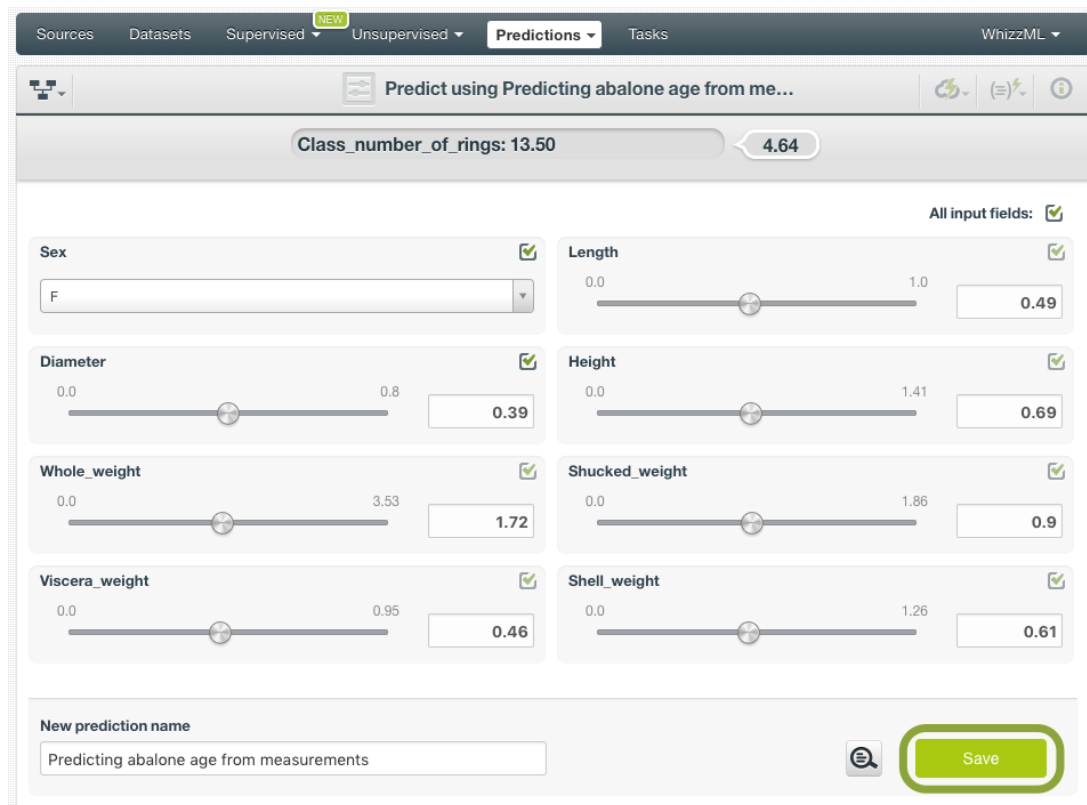 NEW
Sources Datasets Supervised Unsupervised Predictions Tasks WhizzML
Predict using Predicting abalone age from me...
Class_number_of_rings: 13.50 4.64
All input fields:
Sex
F
Length
0.0 1.0
0.49
Diameter
0.0 0.8
0.39
Height
0.0 1.41
0.69
Whole_weight
0.0 3.53
1.72
Shucked_weight
0.0 1.86
0.9
Viscera_weight
0.0 0.95
0.46
Shell_weight
0.0 1.26
0.61
New prediction name
Predicting abalone age from measurements
Save